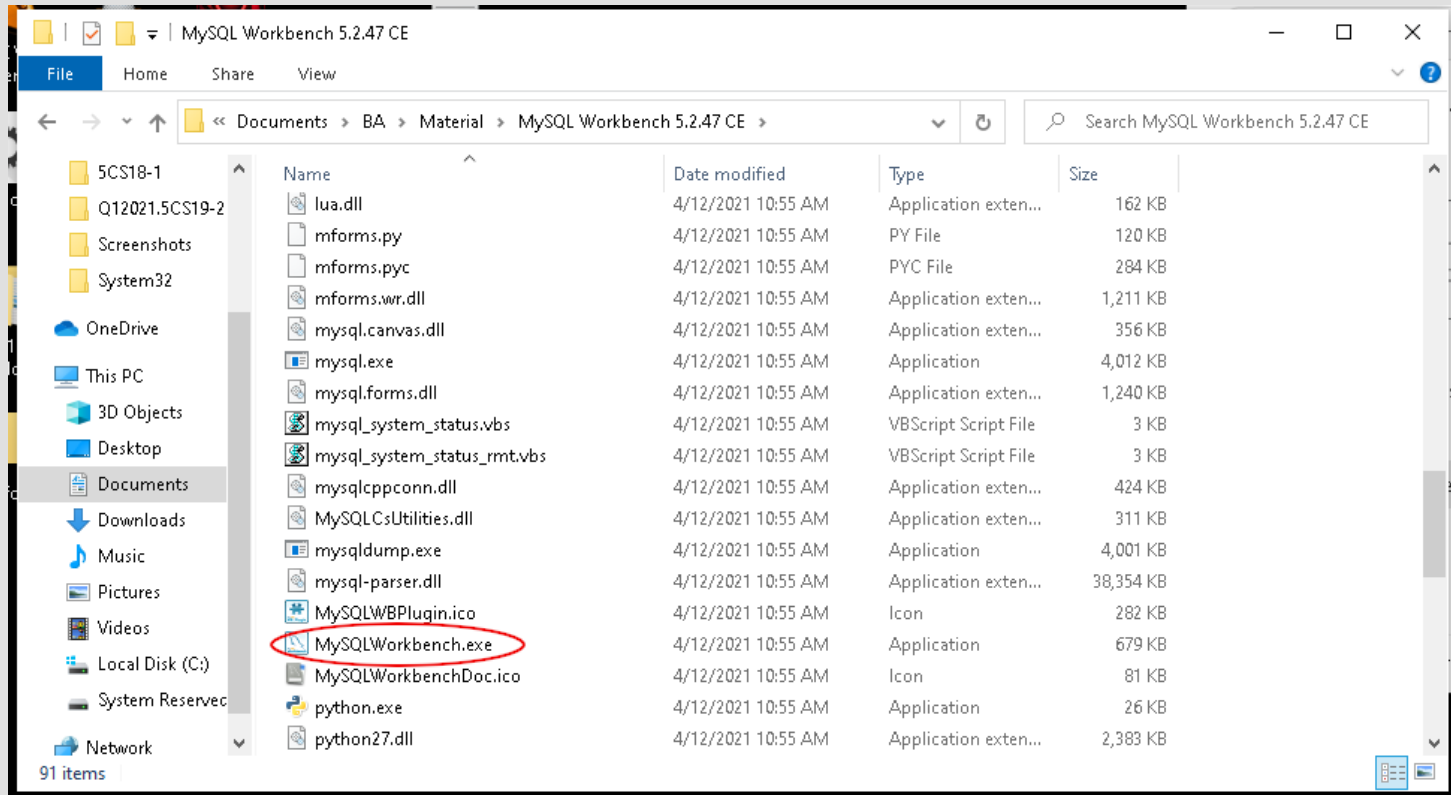 MySQL Workbench 5.2.47 CE
File Home Share View
« Documents > BA > Material > MySQL Workbench 5.2.47 CE >
Search MySQL Workbench 5.2.47 CE
5CS18-1
Q12021.5CS19-2
Screenshots
System32
OneDrive
This PC
3D Objects
Desktop
Documents
Downloads
Music
Pictures
Videos
Local Disk (C:)
System Reservec
Network
Name Date modified Type Size
lua.dll 4/12/2021 10:55 AM Application exten... 162 KB
mforms.py 4/12/2021 10:55 AM PY File 120 KB
mforms.pyc 4/12/2021 10:55 AM PYC File 284 KB
mforms.wr.dll 4/12/2021 10:55 AM Application exten... 1,211 KB
mysql.canvas.dll 4/12/2021 10:55 AM Application exten... 356 KB
mysql.exe 4/12/2021 10:55 AM Application 4,012 KB
mysql.forms.dll 4/12/2021 10:55 AM Application exten... 1,240 KB
mysql_system_status.vbs 4/12/2021 10:55 AM VBScript Script File 3 KB
mysql_system_status_rmt.vbs 4/12/2021 10:55 AM VBScript Script File 3 KB
mysqlcppconn.dll 4/12/2021 10:55 AM Application exten... 424 KB
MySQLCsUtilities.dll 4/12/2021 10:55 AM Application exten... 311 KB
mysqldump.exe 4/12/2021 10:55 AM Application 4,001 KB
mysql-parser.dll 4/12/2021 10:55 AM Application exten... 38,354 KB
MySQLWBPlugin.ico 4/12/2021 10:55 AM Icon 282 KB
MySQLWorkbench.exe 4/12/2021 10:55 AM Application 679 KB
MySQLWorkbenchDoc.ico 4/12/2021 10:55 AM Icon 81 KB
python.exe 4/12/2021 10:55 AM Application 26 KB
python27.dll 4/12/2021 10:55 AM Application exten... 2,383 KB
91 items